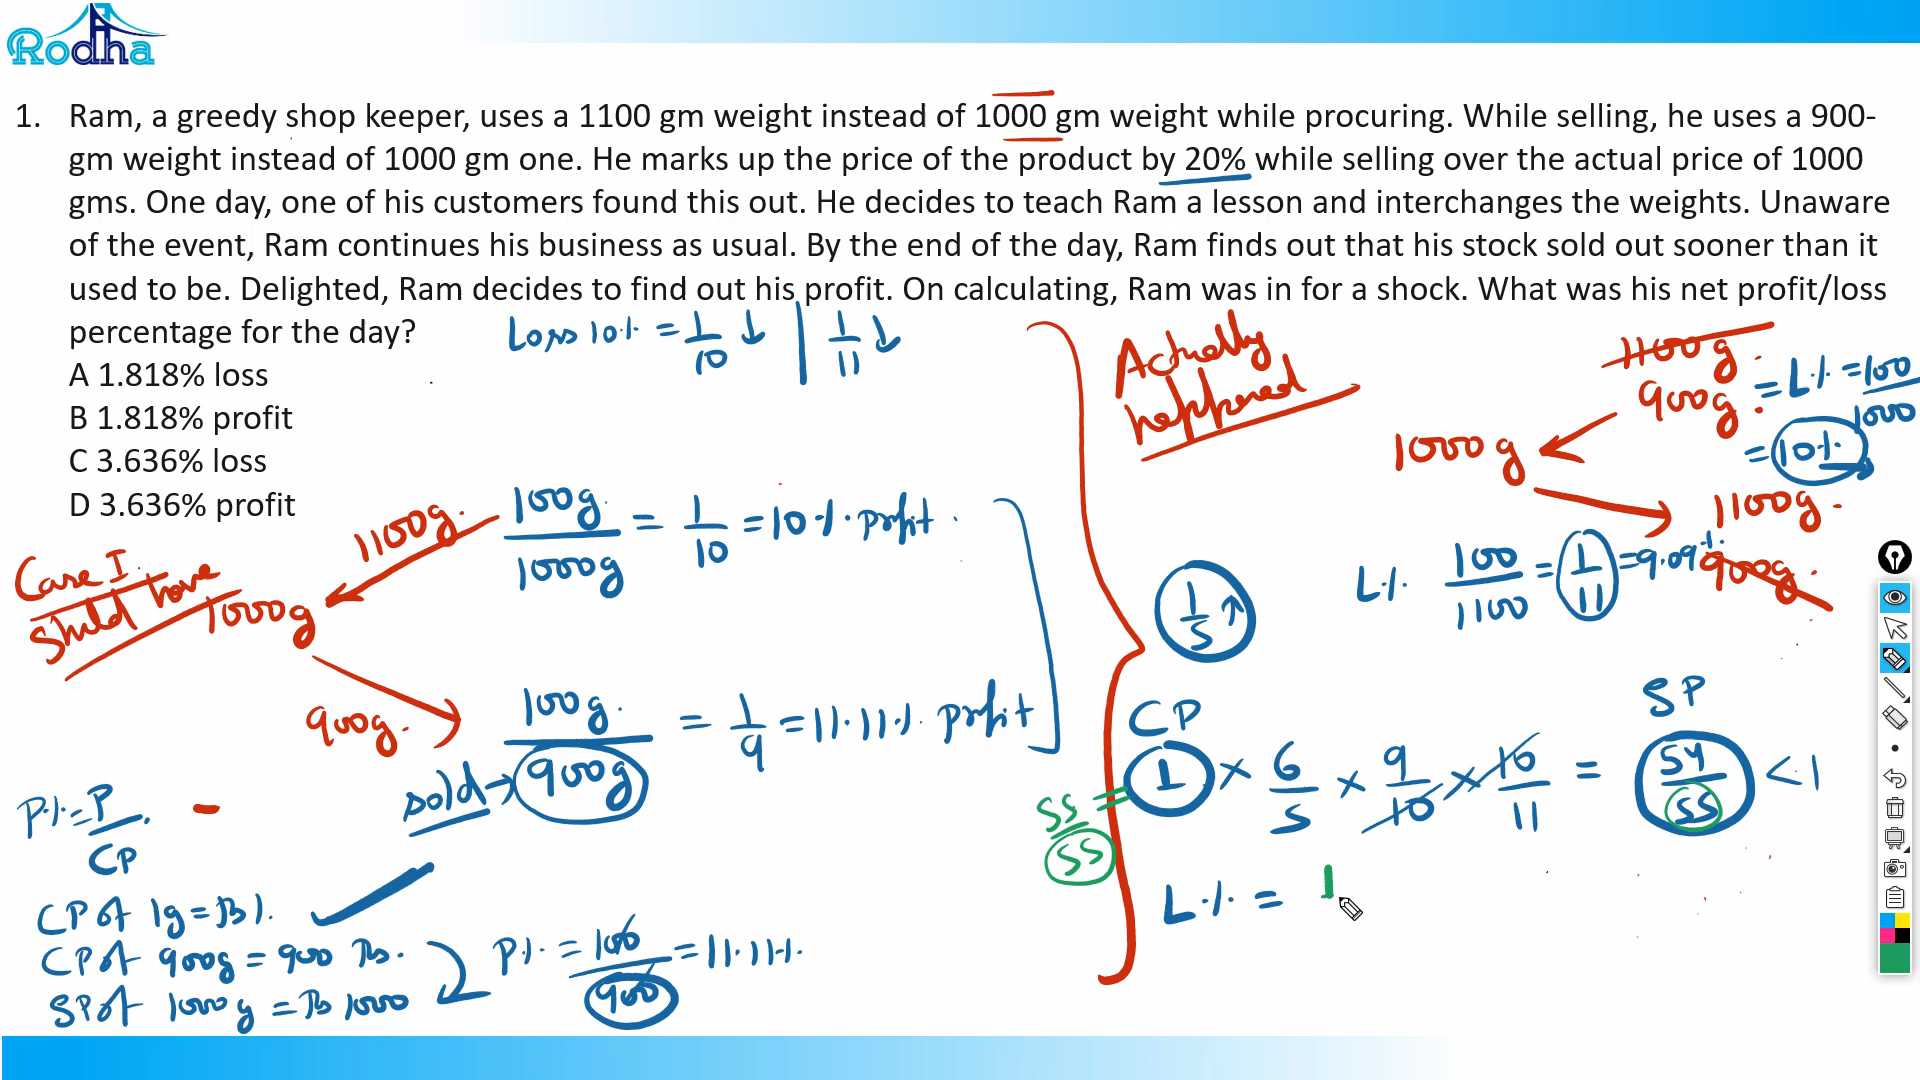 Rodha
1. Ram, a greedy shop keeper, uses a 1100 gm weight instead of 1000 gm weight while procuring. While selling, he uses a 900-
gm weight instead of 1000 gm one. He marks up the price of the product by 20% while selling over the actual price of 1000
gms. One day, one of his customers found this out. He decides to teach Ram a lesson and interchanges the weights. Unaware
of the event, Ram continues his business as usual. By the end of the day, Ram finds out that his stock sold out sooner than it
used to be. Delighted, Ram decides to find out his profit. On calculating, Ram was in for a shock. What was his net profit/loss
percentage for the day?
A 1.818% loss
B 1.818% profit
C 3.636% loss
D 3.636% profit
Loss 10% = 1/10 ↓ | 1/11 ↓
Case I
Should have
1100g.
1000g
900g.
100g/1000g = 1/10 = 10% profit.
100g./900g = 1/9 = 11.11% profit
sold → 900g
P% = P/CP.
CP of 1g = Rs 1.
CP of 900g = 900 Rs.
SP of 1000g = Rs 1000
P% = 100/900 = 11.11%.
Actually
happened
1100g.
900g. = L% = 100/1000
= 10%
1000g
1100g.
900g.
L% 100/1100 = 1/11 = 9.09%
1/5 ↑
CP SP
55/55 = 1 × 6/5 × 9/10 × 10/11 = 54/55 < 1
L% = 1